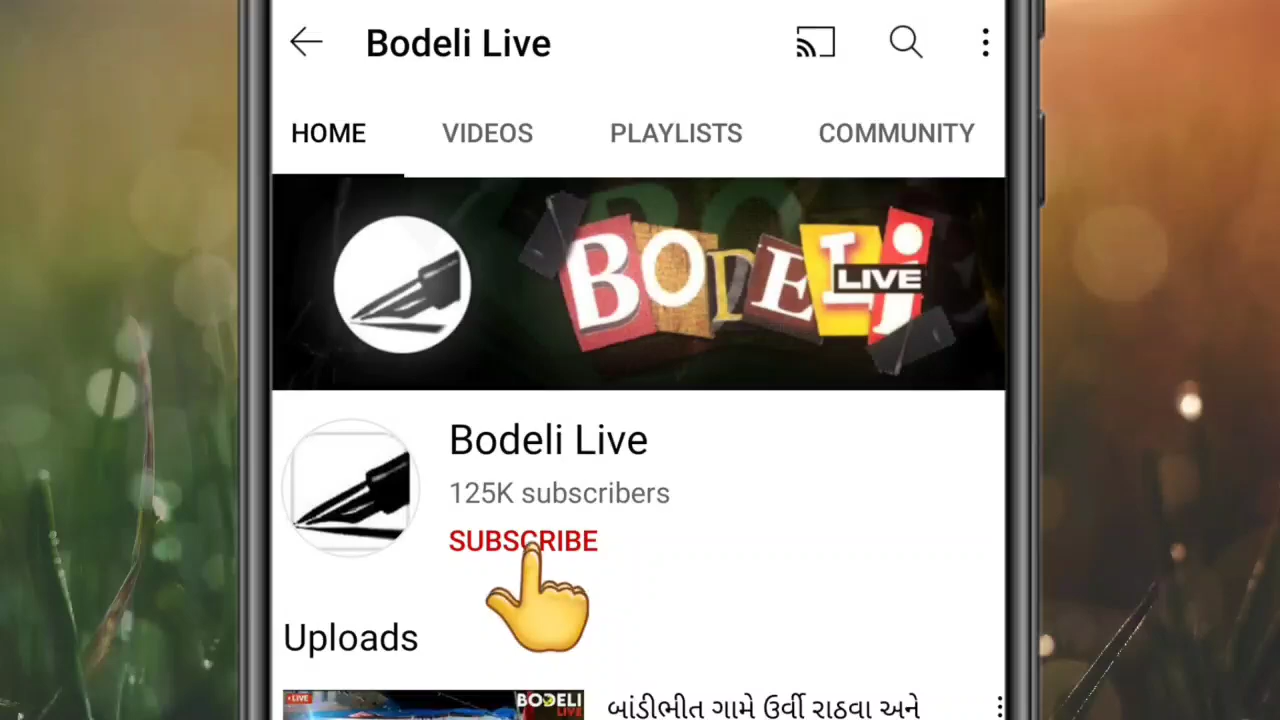 Bodeli Live
HOME VIDEOS PLAYLISTS COMMUNITY
BODELi
LIVE
Bodeli Live
125K subscribers
SUBSCRIBE
Uploads
LIVE
BODELI
LIVE
બાંડીભીત ગામે ઉર્વી રાઠવા અને